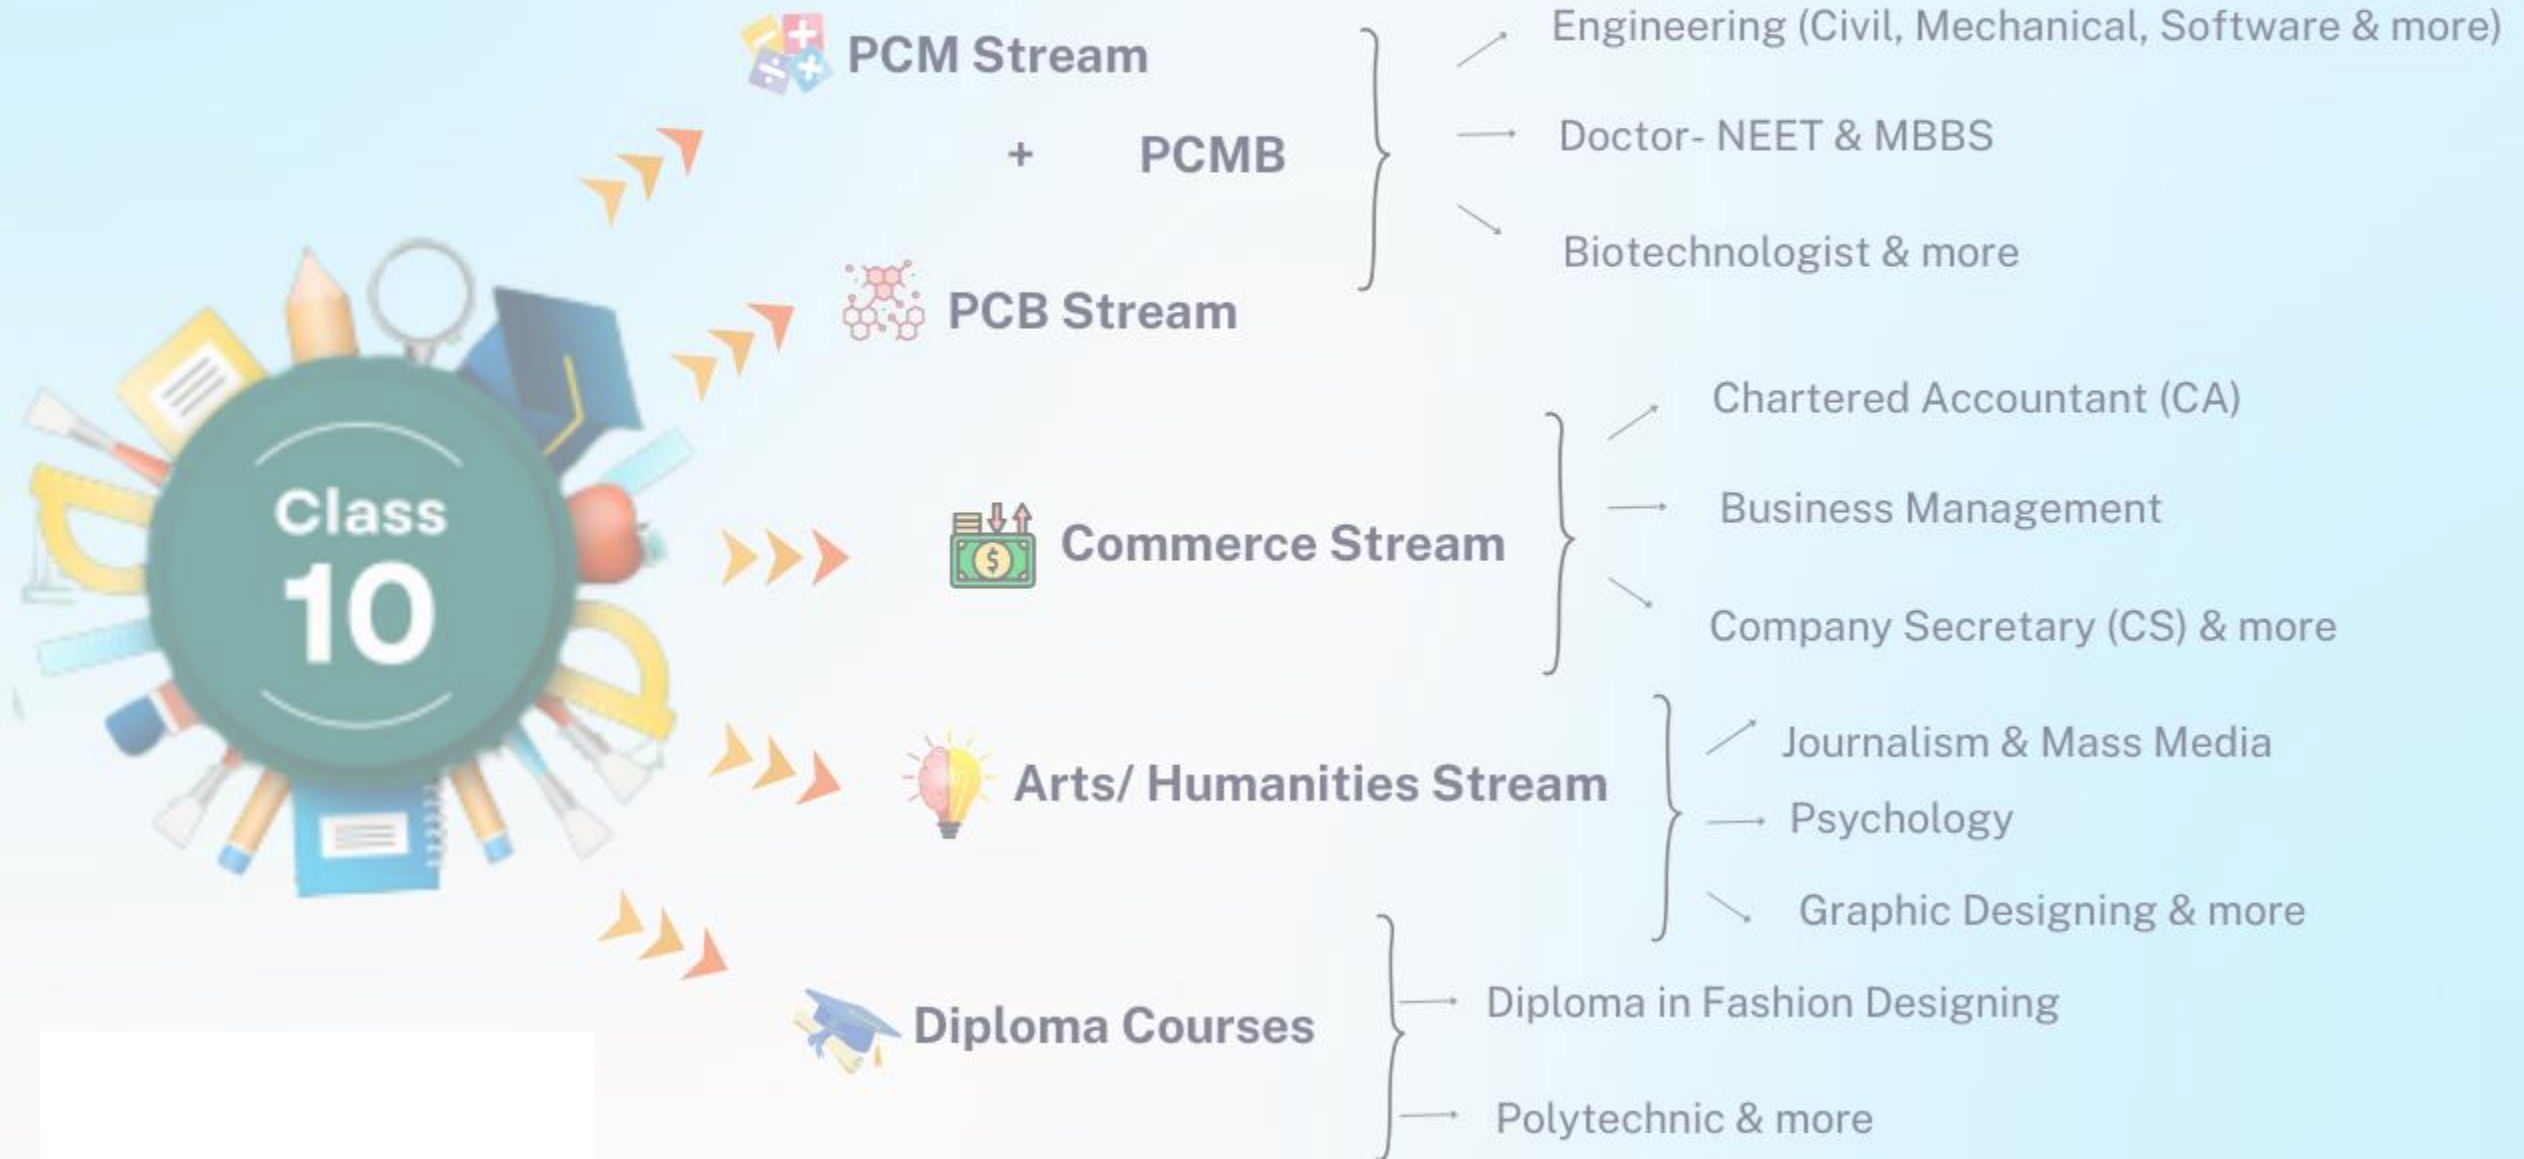 PCM Stream
+ PCMB
PCB Stream
Engineering (Civil, Mechanical, Software & more)
Doctor- NEET & MBBS
Biotechnologist & more
Class
10
Commerce Stream
Chartered Accountant (CA)
Business Management
Company Secretary (CS) & more
Arts/ Humanities Stream
Journalism & Mass Media
Psychology
Graphic Designing & more
Diploma Courses
Diploma in Fashion Designing
Polytechnic & more